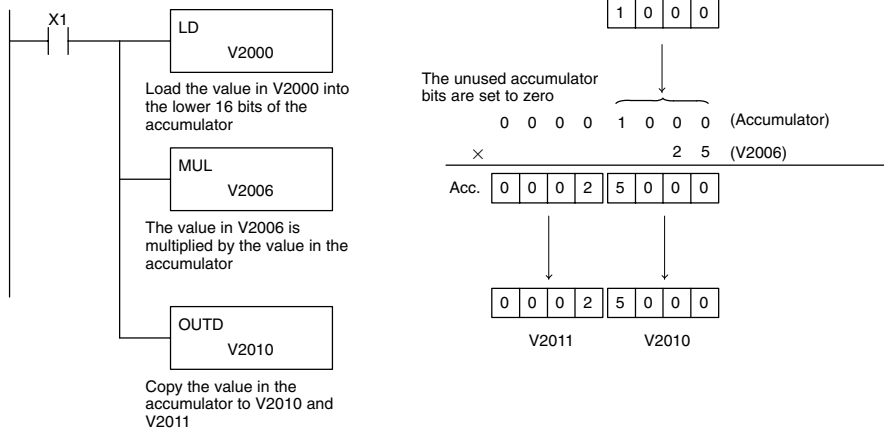 X1
LD
V2000
Load the value in V2000 into
the lower 16 bits of the
accumulator
MUL
V2006
The value in V2006 is
multiplied by the value in the
accumulator
OUTD
V2010
Copy the value in the
accumulator to V2010 and
V2011
1 0 0 0
The unused accumulator
bits are set to zero
0 0 0 0 1 0 0 0 (Accumulator)
× 2 5 (V2006)
Acc. 0 0 0 2 5 0 0 0
0 0 0 2 5 0 0 0
V2011 V2010